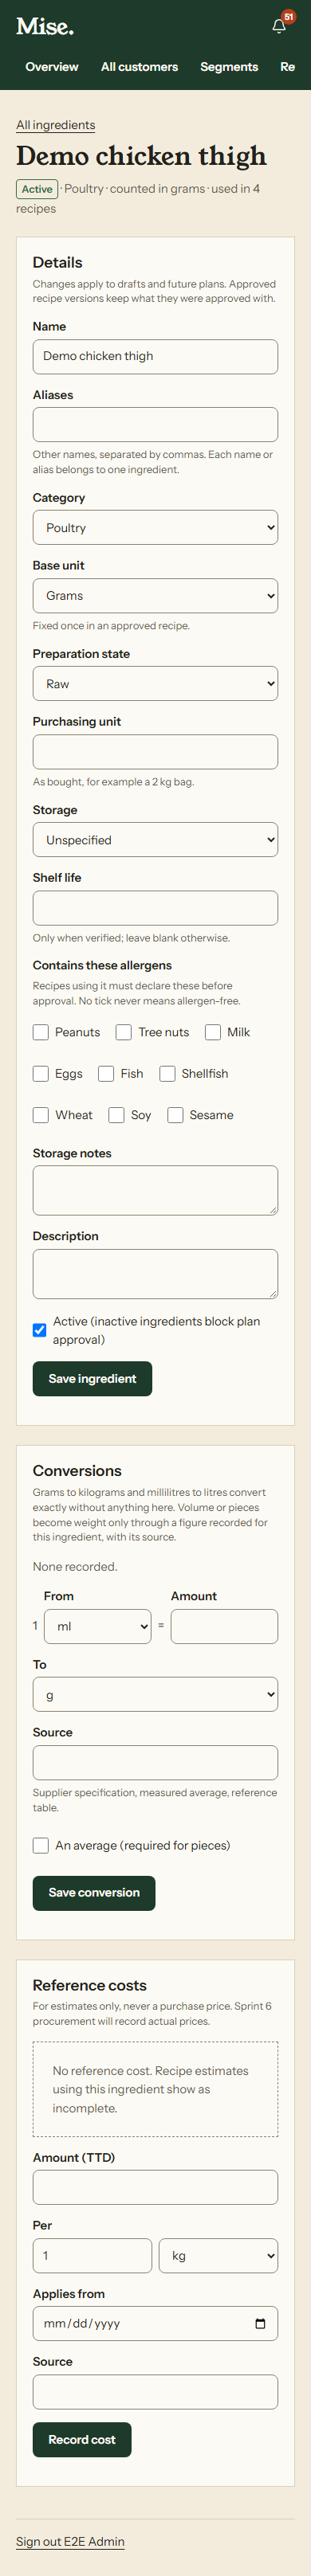 Mise.
51
Overview All customers Segments Re
All ingredients
Demo chicken thigh
Active · Poultry · counted in grams · used in 4
recipes
Details
Changes apply to drafts and future plans. Approved
recipe versions keep what they were approved with.
Name
Demo chicken thigh
Aliases
Other names, separated by commas. Each name or
alias belongs to one ingredient.
Category
Poultry
Base unit
Grams
Fixed once in an approved recipe.
Preparation state
Raw
Purchasing unit
As bought, for example a 2 kg bag.
Storage
Unspecified
Shelf life
Only when verified; leave blank otherwise.
Contains these allergens
Recipes using it must declare these before
approval. No tick never means allergen-free.
Peanuts Tree nuts Milk
Eggs Fish Shellfish
Wheat Soy Sesame
Storage notes
Description
Active (inactive ingredients block plan
approval)
Save ingredient
Conversions
Grams to kilograms and millilitres to litres convert
exactly without anything here. Volume or pieces
become weight only through a figure recorded for
this ingredient, with its source.
None recorded.
From Amount
1 ml =
To
g
Source
Supplier specification, measured average, reference
table.
An average (required for pieces)
Save conversion
Reference costs
For estimates only, never a purchase price. Sprint 6
procurement will record actual prices.
No reference cost. Recipe estimates
using this ingredient show as
incomplete.
Amount (TTD)
Per
1 kg
Applies from
mm/dd/yyyy
Source
Record cost
Sign out E2E Admin